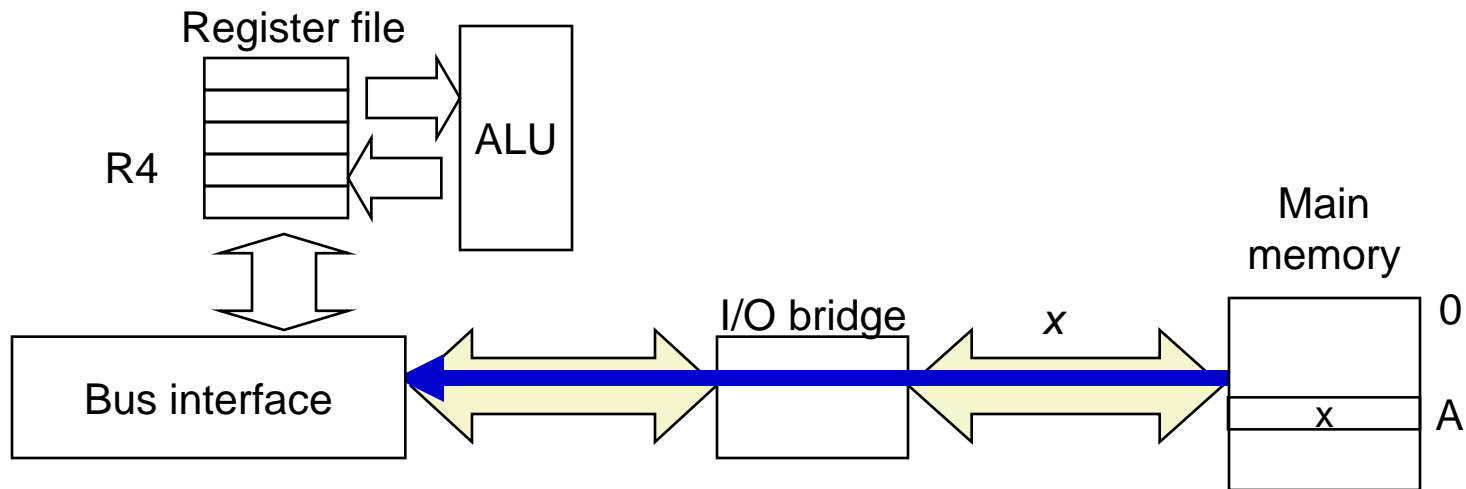 Register file
ALU
R4
Main
memory
I/O bridge
x
0
Bus interface
x
A